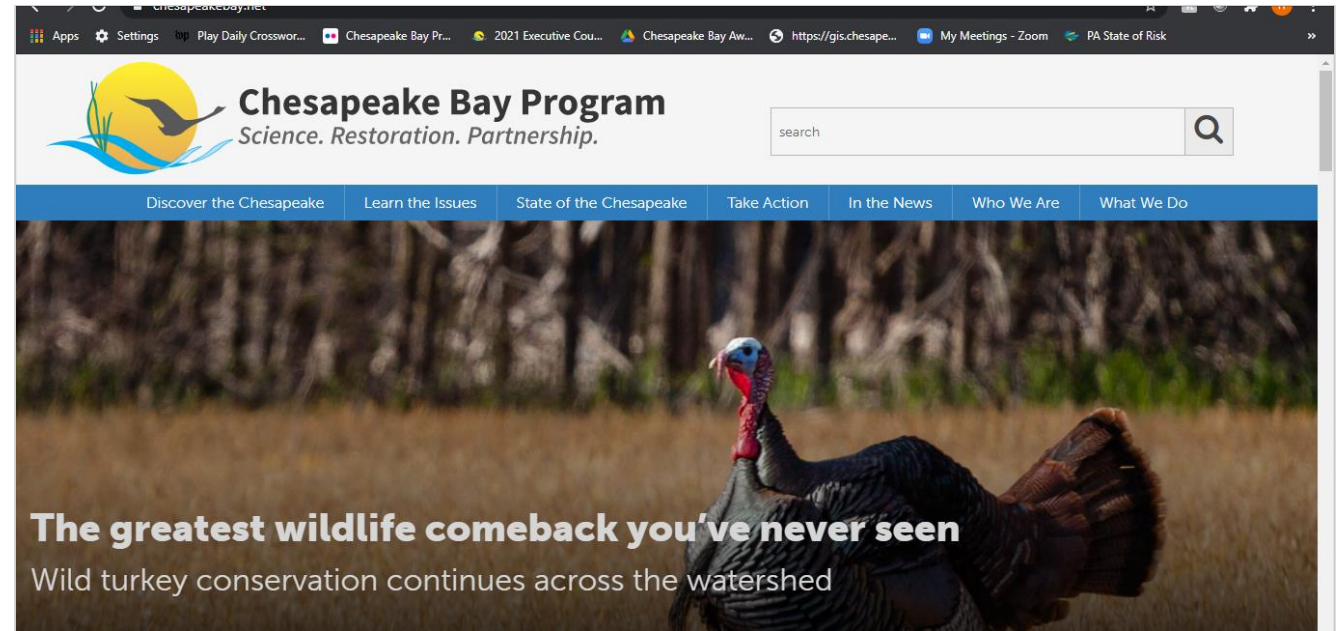 chesapeakebay.net
Apps Settings Play Daily Crosswor... Chesapeake Bay Pr... 2021 Executive Cou... Chesapeake Bay Aw... https://gis.chesape... My Meetings - Zoom PA State of Risk »
Chesapeake Bay Program
Science. Restoration. Partnership.
search
Discover the Chesapeake Learn the Issues State of the Chesapeake Take Action In the News Who We Are What We Do
The greatest wildlife comeback you've never seen
Wild turkey conservation continues across the watershed